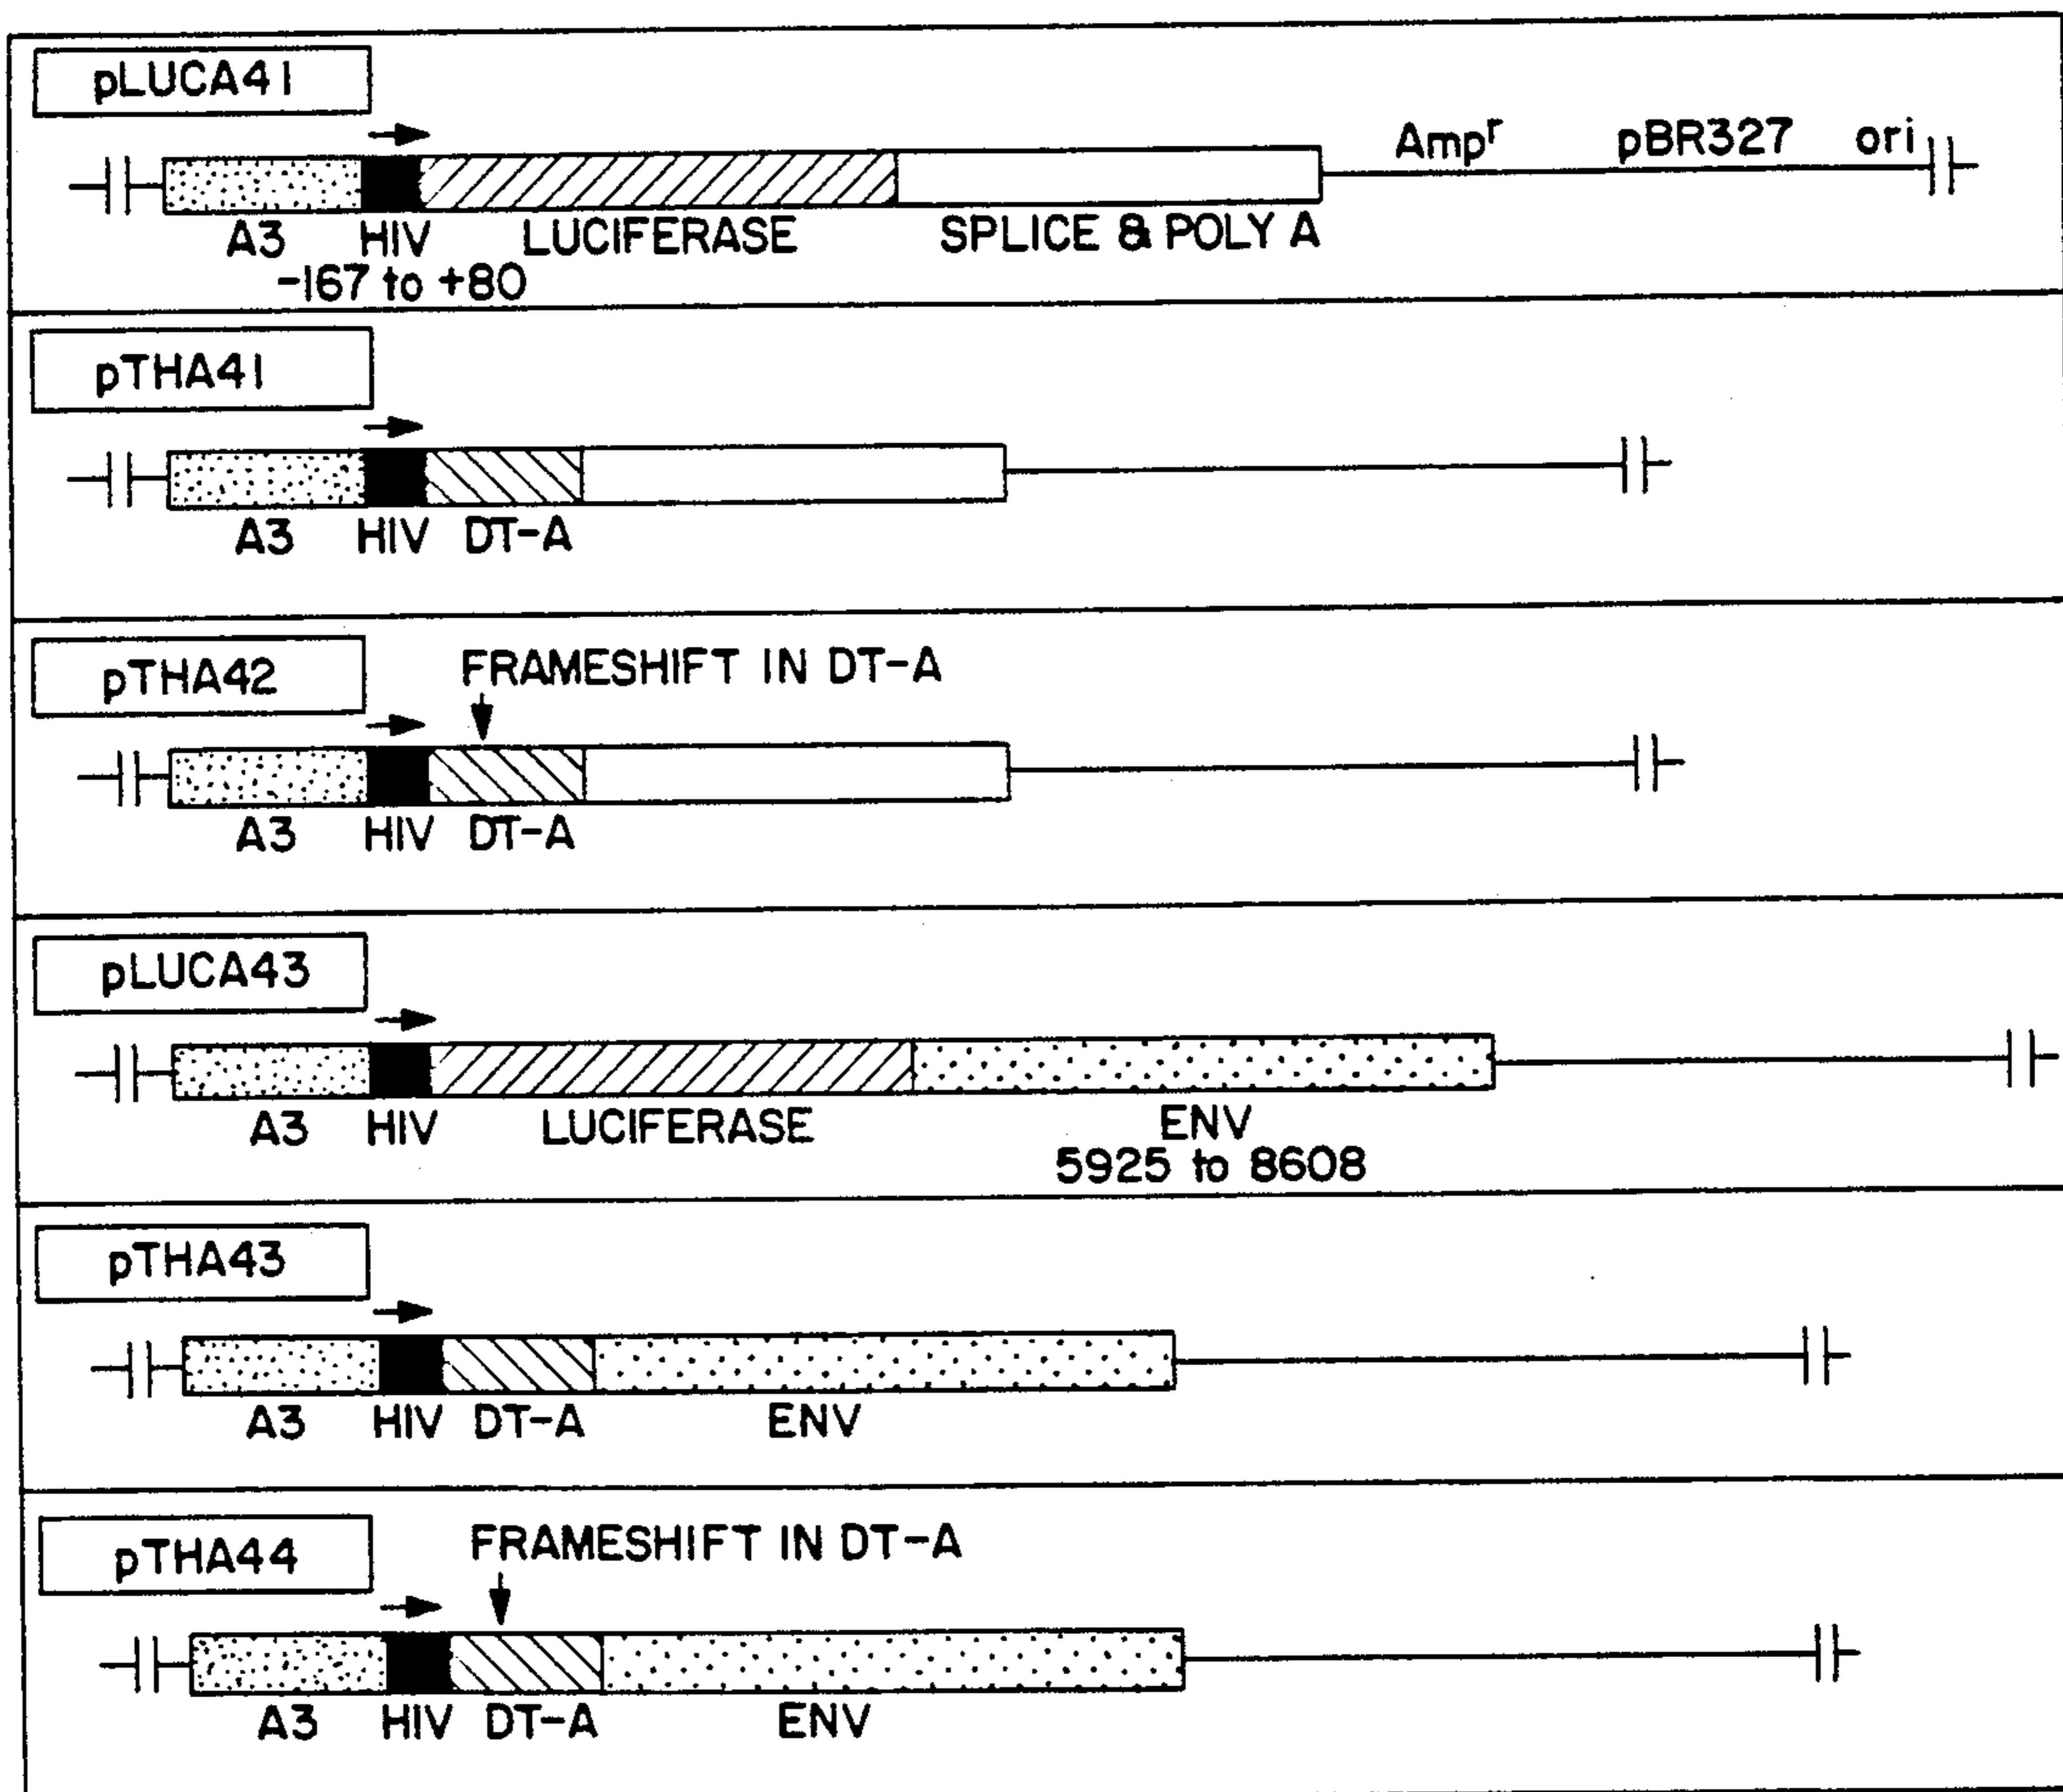 pLUCA41
Ampʳ pBR327 ori
A3 HIV LUCIFERASE SPLICE & POLY A
-167 to +80
pTHA41
A3 HIV DT-A
pTHA42
FRAMESHIFT IN DT-A
A3 HIV DT-A
pLUCA43
A3 HIV LUCIFERASE ENV
5925 to 8608
pTHA43
A3 HIV DT-A ENV
pTHA44
FRAMESHIFT IN DT-A
A3 HIV DT-A ENV